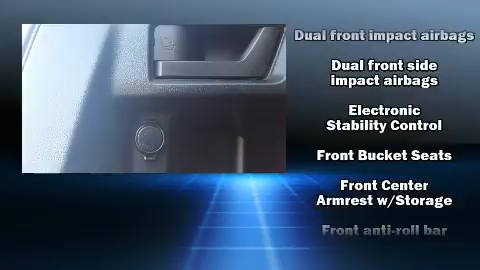 Dual front impact airbags
Dual front side
impact airbags
Electronic
Stability Control
Front Bucket Seats
Front Center
Armrest w/Storage
Front anti-roll bar